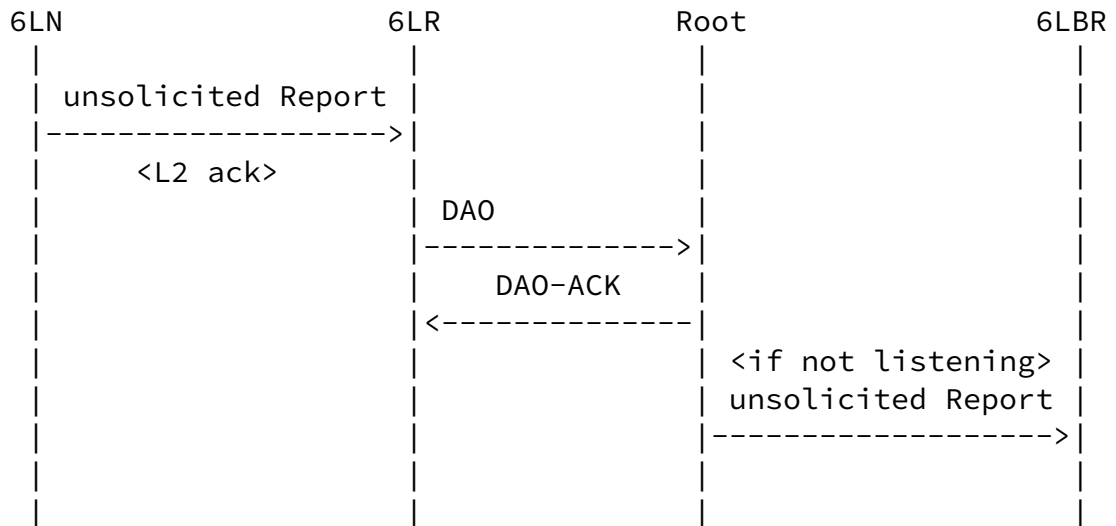 6LN 6LR Root 6LBR
unsolicited Report
<L2 ack>
DAO
DAO-ACK
<if not listening>
unsolicited Report